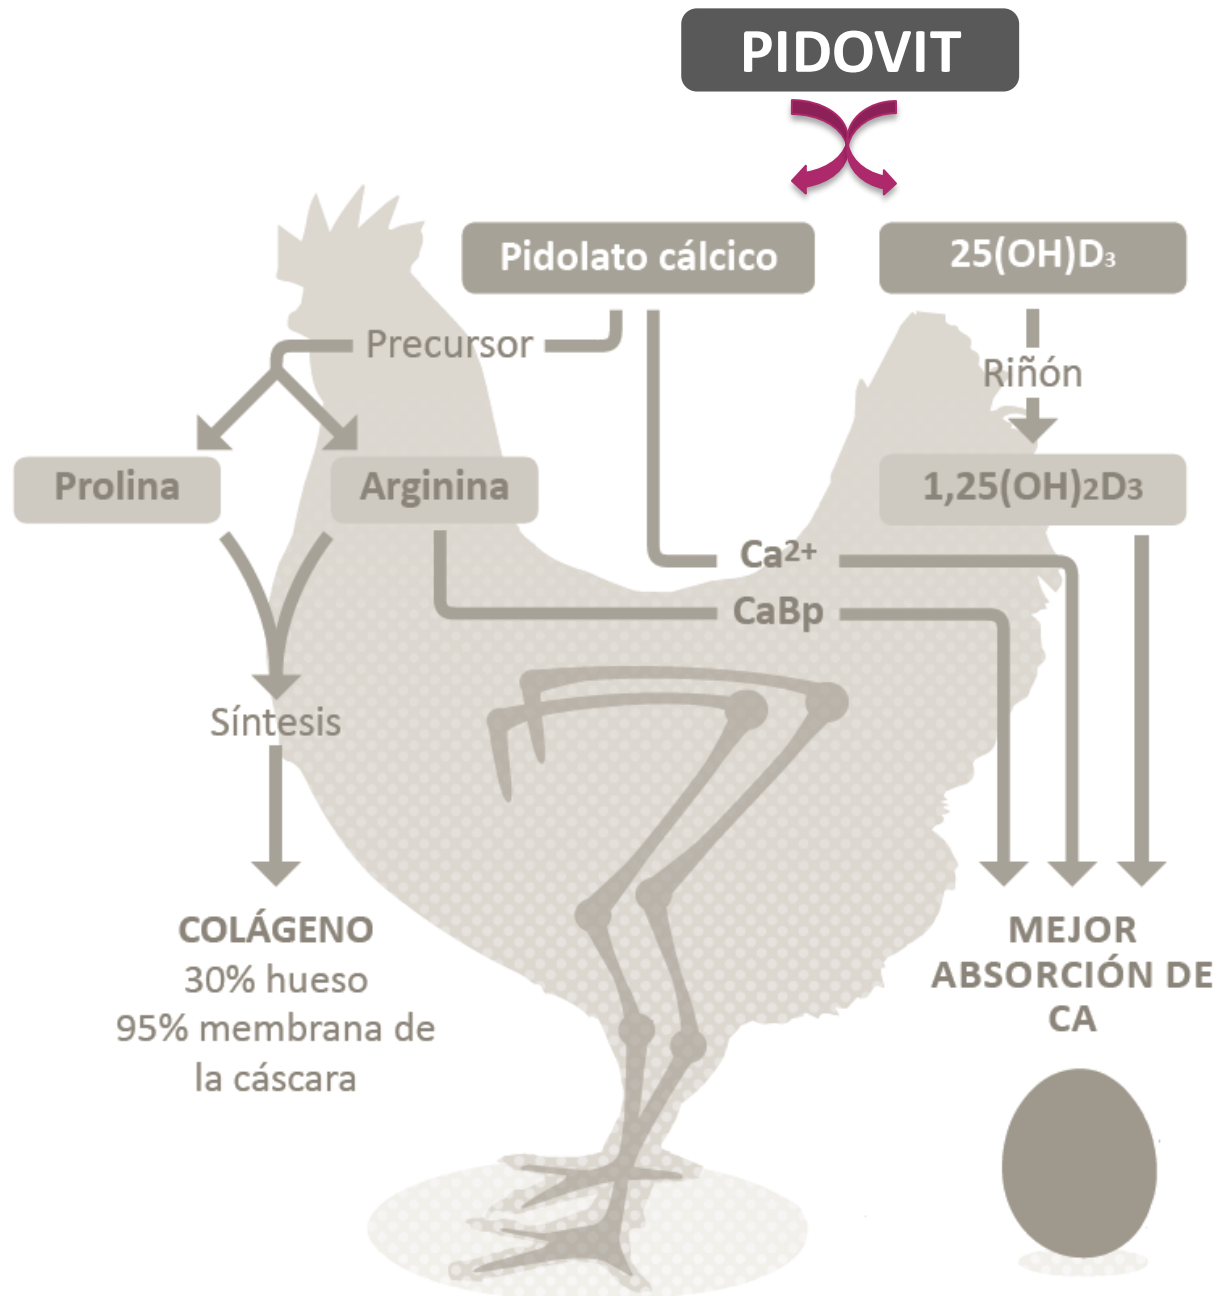 PIDOVIT
Pidolato cálcico
25(OH)D₃
Precursor
Riñón
Prolina
Arginina
1,25(OH)₂D₃
Ca²⁺
CaBp
Síntesis
COLÁGENO
30% hueso
95% membrana de
la cáscara
MEJOR
ABSORCIÓN DE
CA